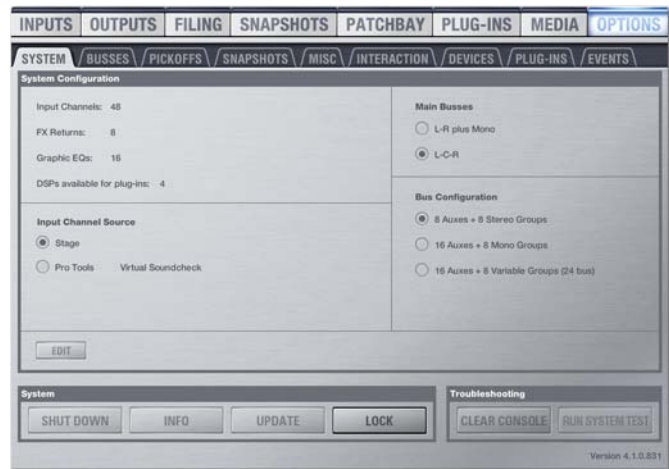 INPUTS OUTPUTS FILING SNAPSHOTS PATCHBAY PLUG-INS MEDIA OPTIONS
SYSTEM BUSSES PICKOFFS SNAPSHOTS MISC INTERACTION DEVICES PLUG-INS EVENTS
System Configuration
Input Channels: 48
FX Returns: 8
Graphic EQs: 16
DSPs available for plug-ins: 4
Main Busses
L-R plus Mono
L-C-R
Input Channel Source
Stage
Pro Tools Virtual Soundcheck
Bus Configuration
8 Auxes + 8 Stereo Groups
16 Auxes + 8 Mono Groups
16 Auxes + 8 Variable Groups (24 bus)
EDIT
System
SHUT DOWN INFO UPDATE LOCK
Troubleshooting
CLEAR CONSOLE RUN SYSTEM TEST
Version 4.1.0.831